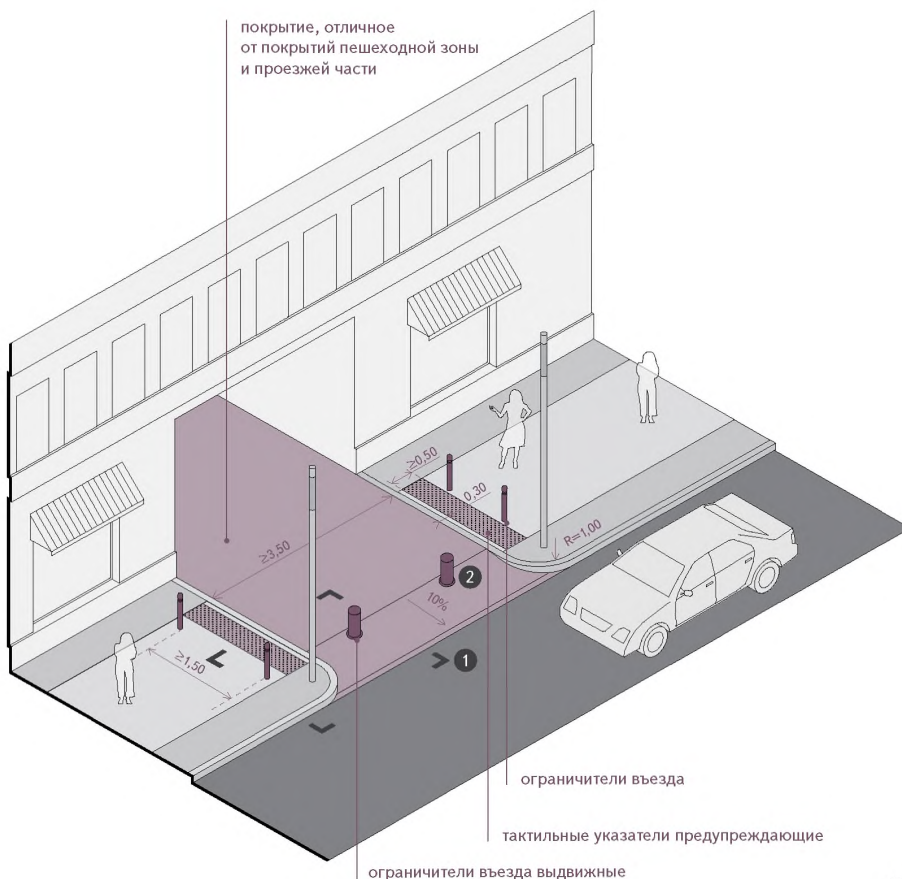 покрытие, отличное
от покрытий пешеходной зоны
и проезжей части
≥0,50
0,30
R=1,00
≥3,50
2
10%
1
≥1,50
ограничители въезда
тактильные указатели предупреждающие
ограничители въезда выдвижные